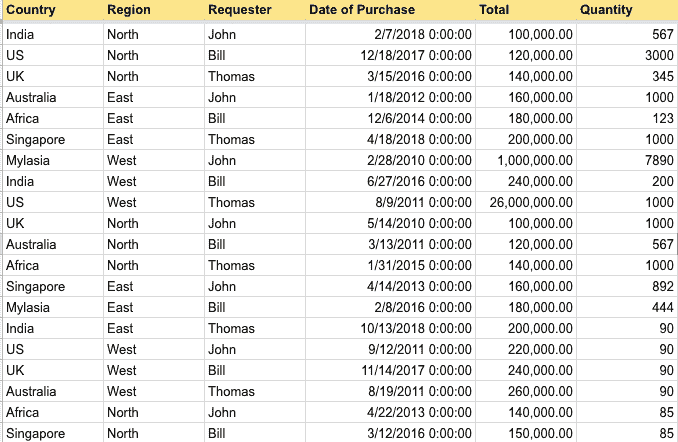 Country Region Requester Date of Purchase Total Quantity
India North John 2/7/2018 0:00:00 100,000.00 567
US North Bill 12/18/2017 0:00:00 120,000.00 3000
UK North Thomas 3/15/2016 0:00:00 140,000.00 345
Australia East John 1/18/2012 0:00:00 160,000.00 1000
Africa East Bill 12/6/2014 0:00:00 180,000.00 123
Singapore East Thomas 4/18/2018 0:00:00 200,000.00 1000
Mylasia West John 2/28/2010 0:00:00 1,000,000.00 7890
India West Bill 6/27/2016 0:00:00 240,000.00 200
US West Thomas 8/9/2011 0:00:00 26,000,000.00 1000
UK North John 5/14/2010 0:00:00 100,000.00 1000
Australia North Bill 3/13/2011 0:00:00 120,000.00 567
Africa North Thomas 1/31/2015 0:00:00 140,000.00 1000
Singapore East John 4/14/2013 0:00:00 160,000.00 892
Mylasia East Bill 2/8/2016 0:00:00 180,000.00 444
India East Thomas 10/13/2018 0:00:00 200,000.00 90
US West John 9/12/2011 0:00:00 220,000.00 90
UK West Bill 11/14/2017 0:00:00 240,000.00 90
Australia West Thomas 8/19/2011 0:00:00 260,000.00 90
Africa North John 4/22/2013 0:00:00 140,000.00 85
Singapore North Bill 3/12/2016 0:00:00 150,000.00 85